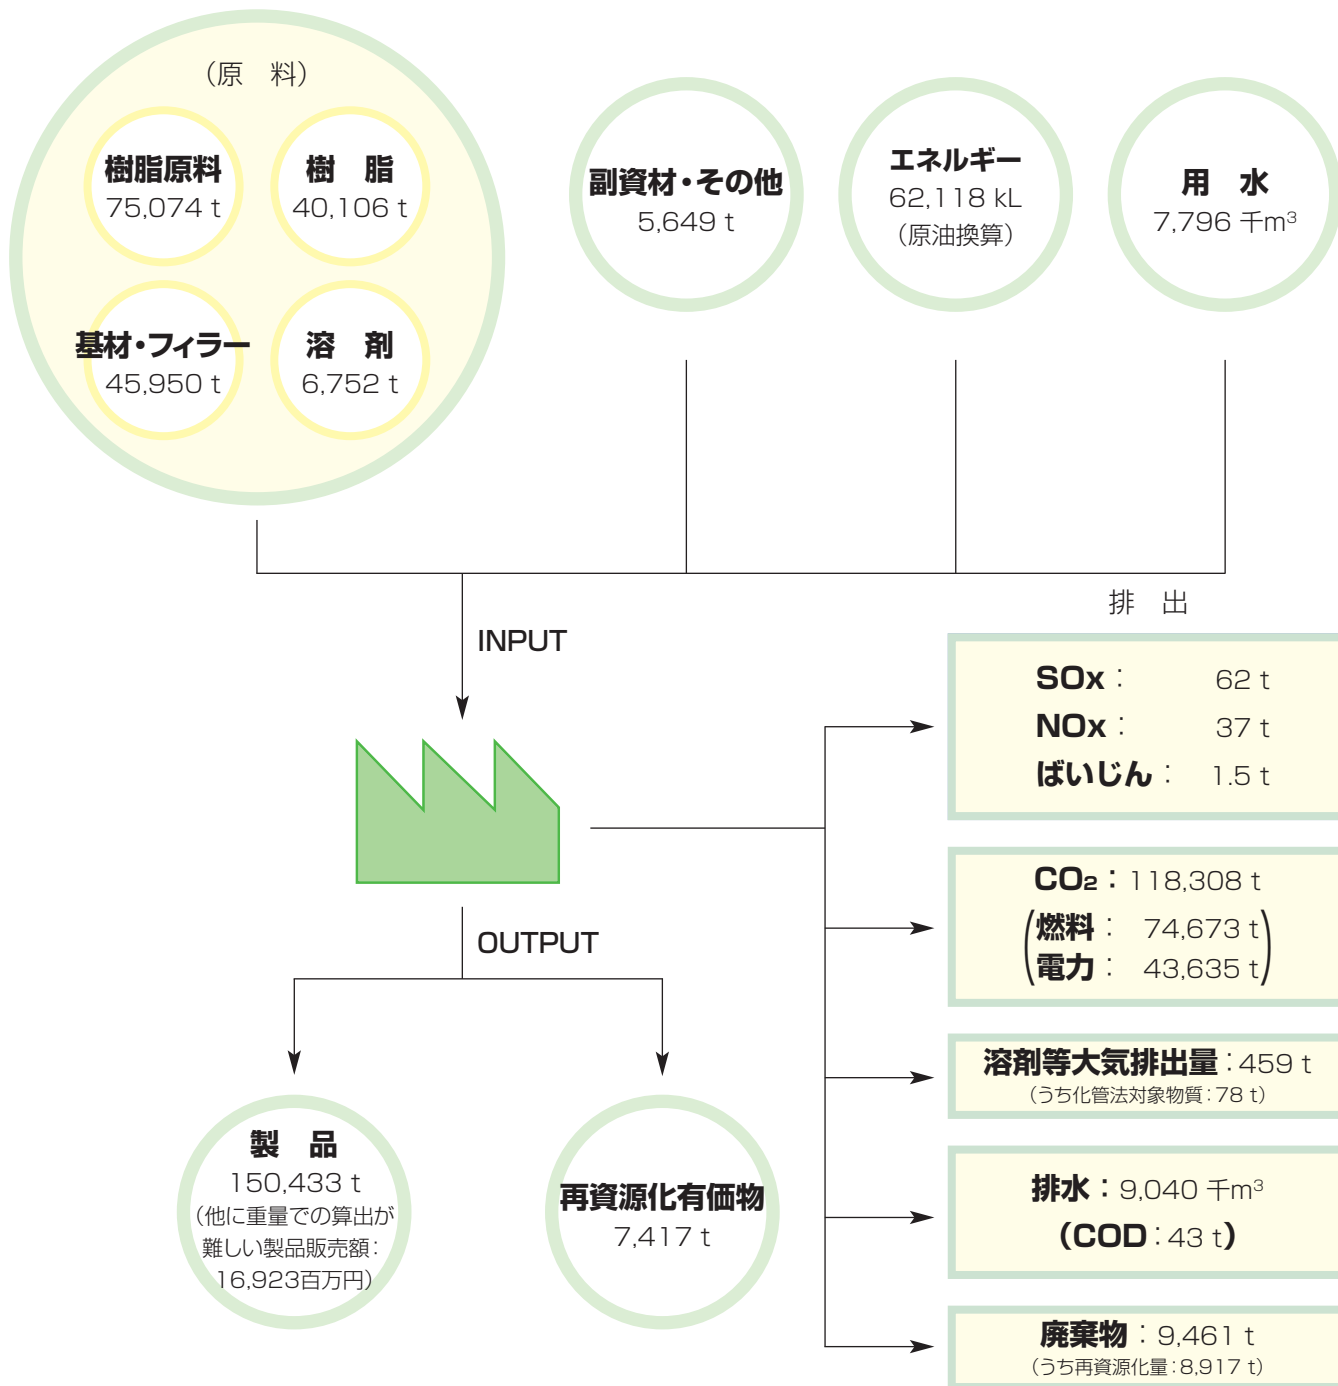 (原 料)
樹脂原料
75,074 t
樹 脂
40,106 t
基材・フィラー
45,950 t
溶 剤
6,752 t
副資材・その他
5,649 t
エネルギー
62,118 kL
(原油換算)
用 水
7,796 千m³
INPUT
OUTPUT
製 品
150,433 t
(他に重量での算出が
難しい製品販売額:
16,923百万円)
再資源化有価物
7,417 t
排 出
SOx: 62 t
NOx: 37 t
ばいじん: 1.5 t
CO₂:118,308 t
(燃料: 74,673 t
電力: 43,635 t)
溶剤等大気排出量:459 t
(うち化管法対象物質:78 t)
排水:9,040 千m³
(COD:43 t)
廃棄物:9,461 t
(うち再資源化量:8,917 t)